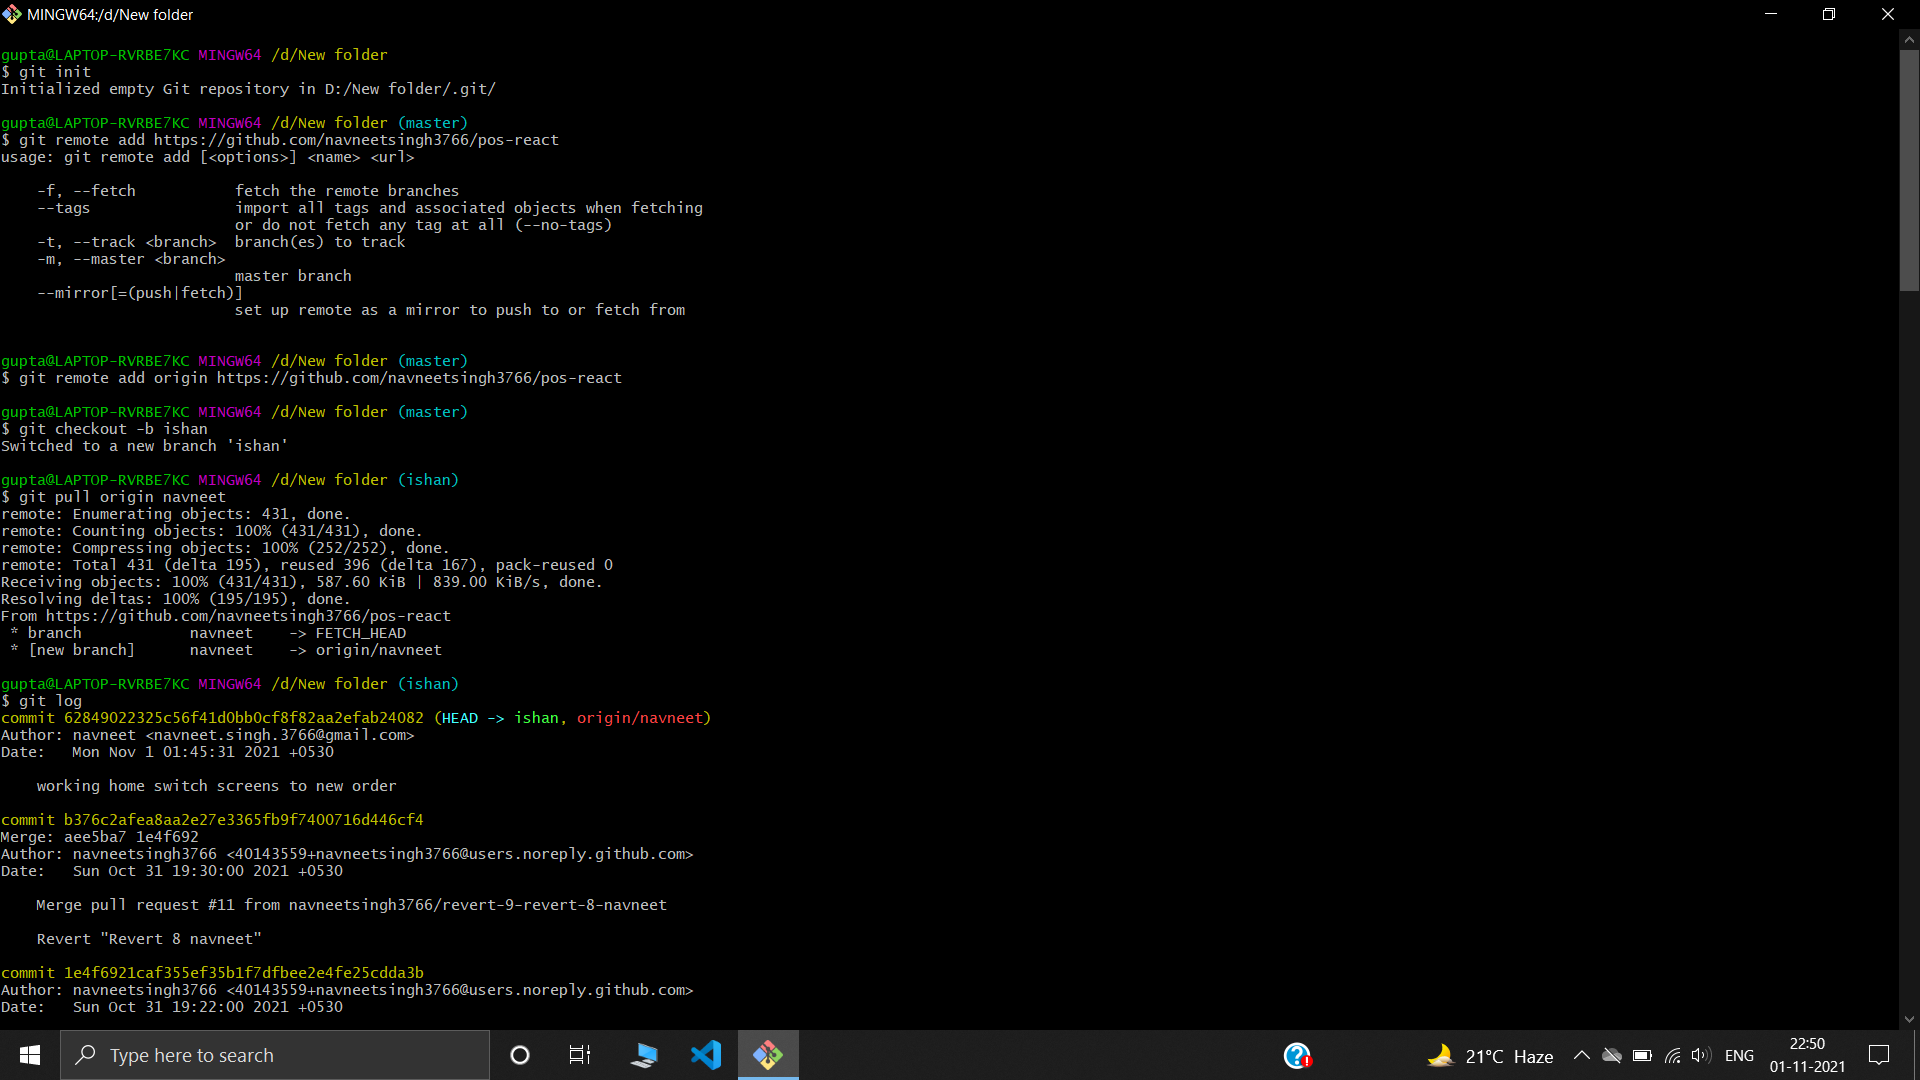 MINGW64:/d/New folder
gupta@LAPTOP-RVRBE7KC MINGW64 /d/New folder
$ git init
Initialized empty Git repository in D:/New folder/.git/
gupta@LAPTOP-RVRBE7KC MINGW64 /d/New folder (master)
$ git remote add https://github.com/navneetsingh3766/pos-react
usage: git remote add [<options>] <name> <url>
-f, --fetch fetch the remote branches
--tags import all tags and associated objects when fetching
or do not fetch any tag at all (--no-tags)
-t, --track <branch> branch(es) to track
-m, --master <branch>
master branch
--mirror[=(push|fetch)]
set up remote as a mirror to push to or fetch from
gupta@LAPTOP-RVRBE7KC MINGW64 /d/New folder (master)
$ git remote add origin https://github.com/navneetsingh3766/pos-react
gupta@LAPTOP-RVRBE7KC MINGW64 /d/New folder (master)
$ git checkout -b ishan
Switched to a new branch 'ishan'
gupta@LAPTOP-RVRBE7KC MINGW64 /d/New folder (ishan)
$ git pull origin navneet
remote: Enumerating objects: 431, done.
remote: Counting objects: 100% (431/431), done.
remote: Compressing objects: 100% (252/252), done.
remote: Total 431 (delta 195), reused 396 (delta 167), pack-reused 0
Receiving objects: 100% (431/431), 587.60 KiB | 839.00 KiB/s, done.
Resolving deltas: 100% (195/195), done.
From https://github.com/navneetsingh3766/pos-react
* branch navneet -> FETCH_HEAD
* [new branch] navneet -> origin/navneet
gupta@LAPTOP-RVRBE7KC MINGW64 /d/New folder (ishan)
$ git log
commit 62849022325c56f41d0bb0cf8f82aa2efab24082 (HEAD -> ishan, origin/navneet)
Author: navneet <navneet.singh.3766@gmail.com>
Date: Mon Nov 1 01:45:31 2021 +0530
working home switch screens to new order
commit b376c2afea8aa2e27e3365fb9f7400716d446cf4
Merge: aee5ba7 1e4f692
Author: navneetsingh3766 <40143559+navneetsingh3766@users.noreply.github.com>
Date: Sun Oct 31 19:30:00 2021 +0530
Merge pull request #11 from navneetsingh3766/revert-9-revert-8-navneet
Revert "Revert 8 navneet"
commit 1e4f6921caf355ef35b1f7dfbee2e4fe25cdda3b
Author: navneetsingh3766 <40143559+navneetsingh3766@users.noreply.github.com>
Date: Sun Oct 31 19:22:00 2021 +0530
Type here to search
21°C Haze
ENG
22:50
01-11-2021